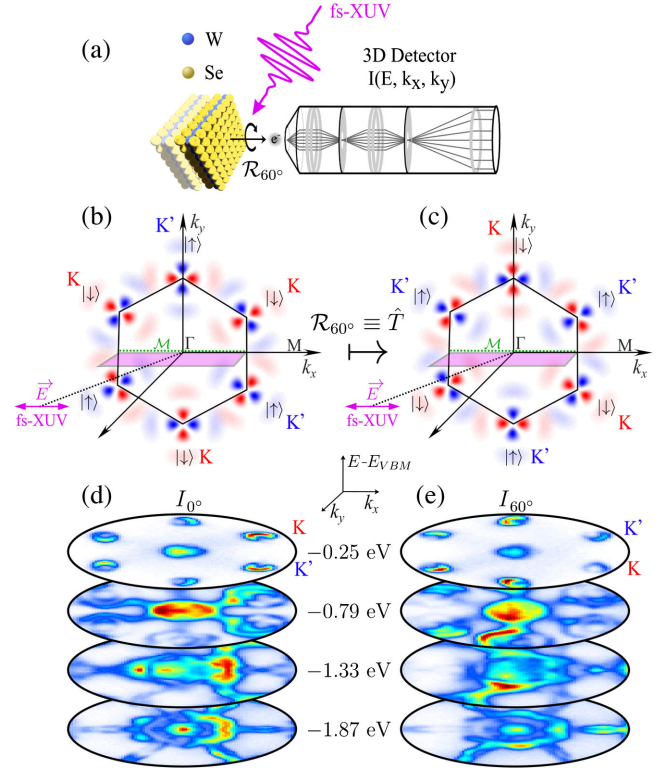 (a)
W
Se
fs-XUV
3D Detector
I(E, kx, ky)
e-
R60°
(b)
K'
ky
|↑⟩
K
|↓⟩
K
|↓⟩
M
Γ
M
kx
E
fs-XUV
|↑⟩
|↑⟩
K'
|↓⟩ K
R60° ≡ T̂
(c)
K
ky
|↓⟩
K'
|↑⟩
K'
|↑⟩
M
Γ
M
kx
E
fs-XUV
|↓⟩
|↓⟩
K
|↑⟩ K'
E-EVBM
ky
kx
(d)
I0°
K
K'
(e)
I60°
K'
K
−0.25 eV
−0.79 eV
−1.33 eV
−1.87 eV